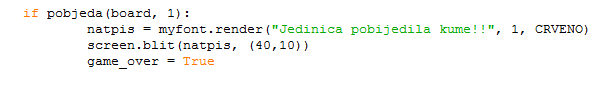 if pobjeda(board, 1):
natpis = myfont.render("Jedinica pobijedila kume!!", 1, CRVENO)
screen.blit(natpis, (40,10))
game_over = True